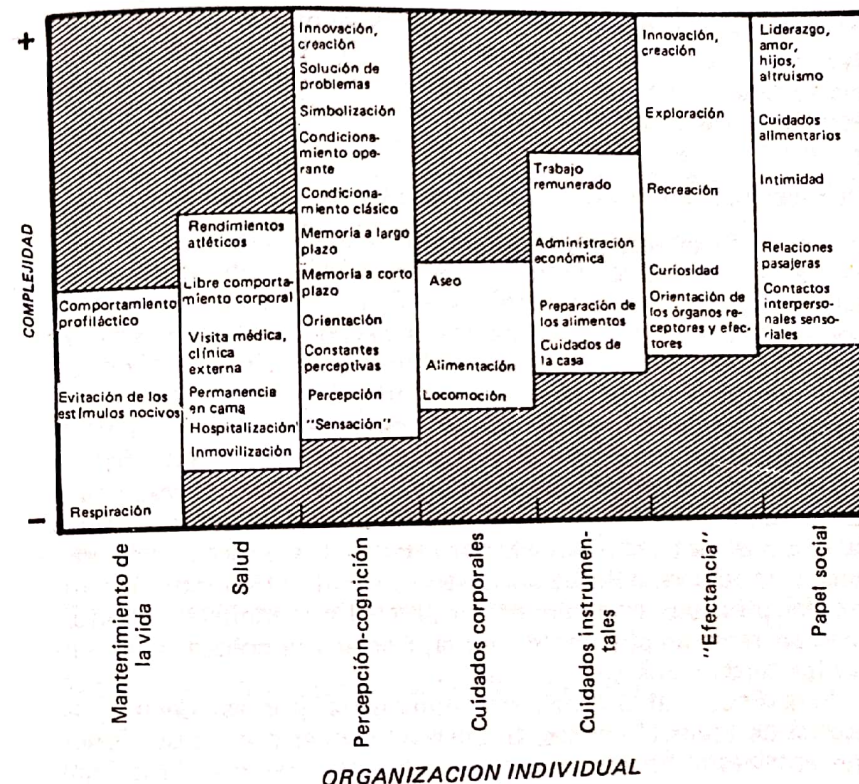 +
COMPLEJIDAD
−
Comportamiento
profiláctico
Evitación de los
estímulos nocivos
Respiración
Rendimientos
atléticos
Libre comporta-
miento corporal
Visita médica,
clínica
externa
Permanencia
en cama
Hospitalización
Inmovilización
Innovación,
creación
Solución de
problemas
Simbolización
Condiciona-
miento ope-
rante
Condiciona-
miento clásico
Memoria a largo
plazo
Memoria a corto
plazo
Orientación
Constantes
perceptivas
Percepción
"Sensación"
Aseo
Alimentación
Locomoción
Trabajo
remunerado
Administración
económica
Preparación de
los alimentos
Cuidados de
la casa
Innovación,
creación
Exploración
Recreación
Curiosidad
Orientación de
los órganos re-
ceptores y efec-
tores
Liderazgo,
amor,
hijos,
altruismo
Cuidados
alimentarios
Intimidad
Relaciones
pasajeras
Contactos
interperso-
nales senso-
riales
Mantenimiento de
la vida
Salud
Percepción-cognición
Cuidados corporales
Cuidados instrumen-
tales
"Efectancía"
Papel social
ORGANIZACION INDIVIDUAL